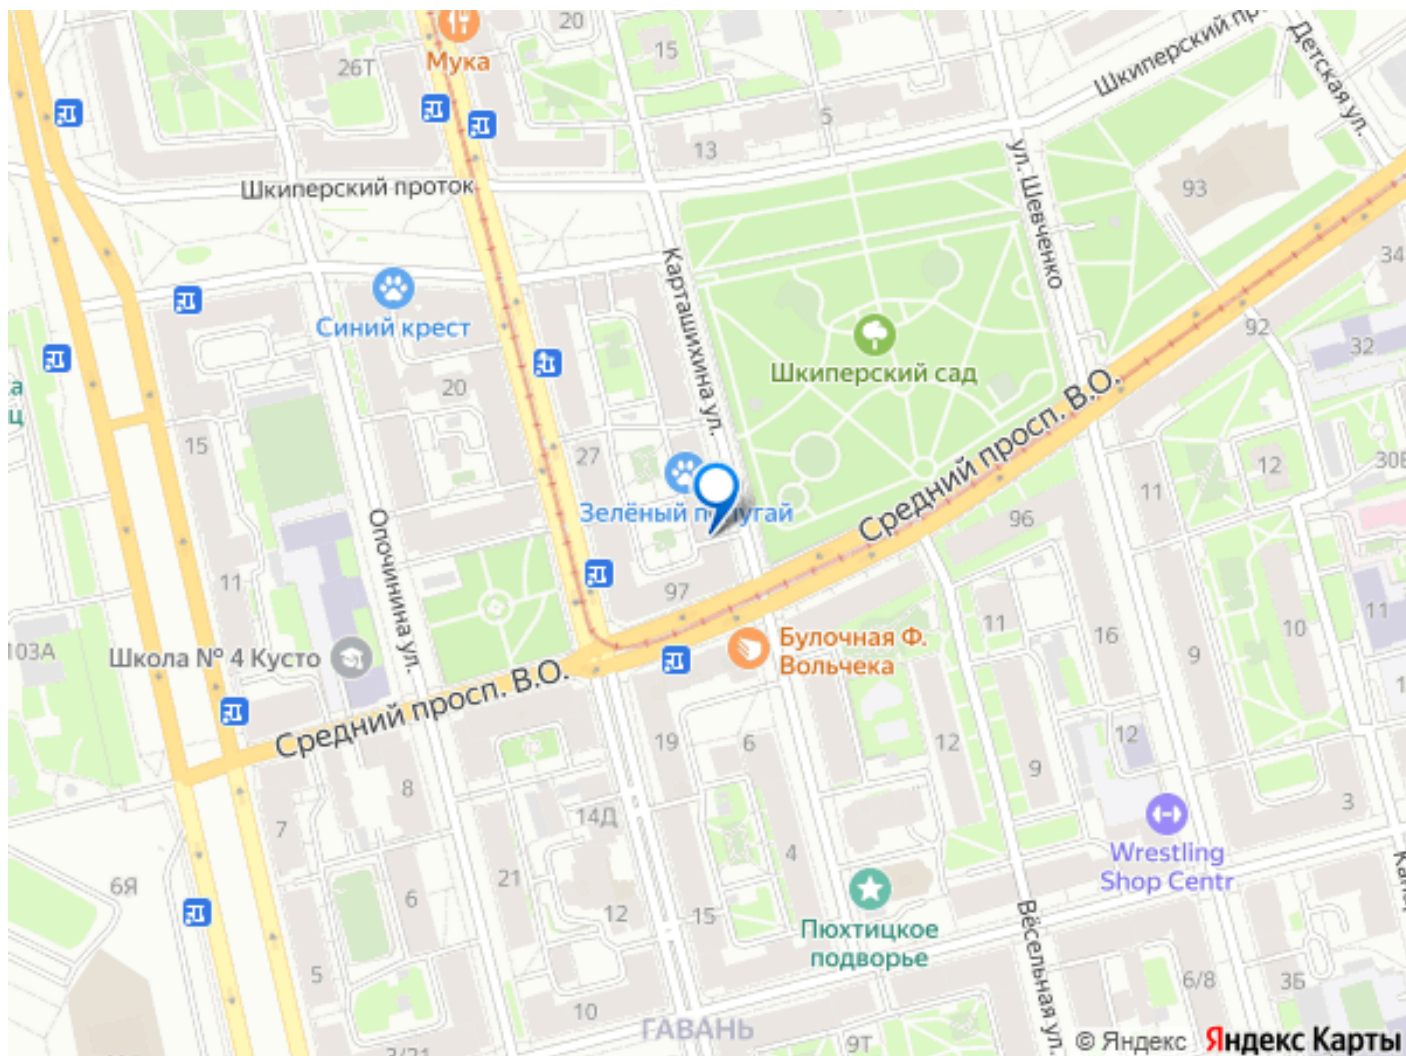 20
Мука
26Т
15
5
13
Шкиперский проток
Шкиперский
Детская ул.
ул. Шевченко
93
34
Карташихина ул.
Синий крест
20
Шкиперский сад
92
32
15
27
Зелёный
Средний просп. В.О.
12
11
96
30В
Опочинина ул.
11
97
Булочная Ф.
Вольчека
11
16
10
11
9
103А
Школа № 4 Кусто
Средний просп. В.О.
19
6
12
12
9
8
7
14Д
3
Wrestling
Shop Centr
4
21
6Я
6
12
15
Пюхтицкое
подворье
Вёсельная ул.
5
10
6/8
3Б
ГАВАНЬ
9Т
© Яндекс Яндекс Карты